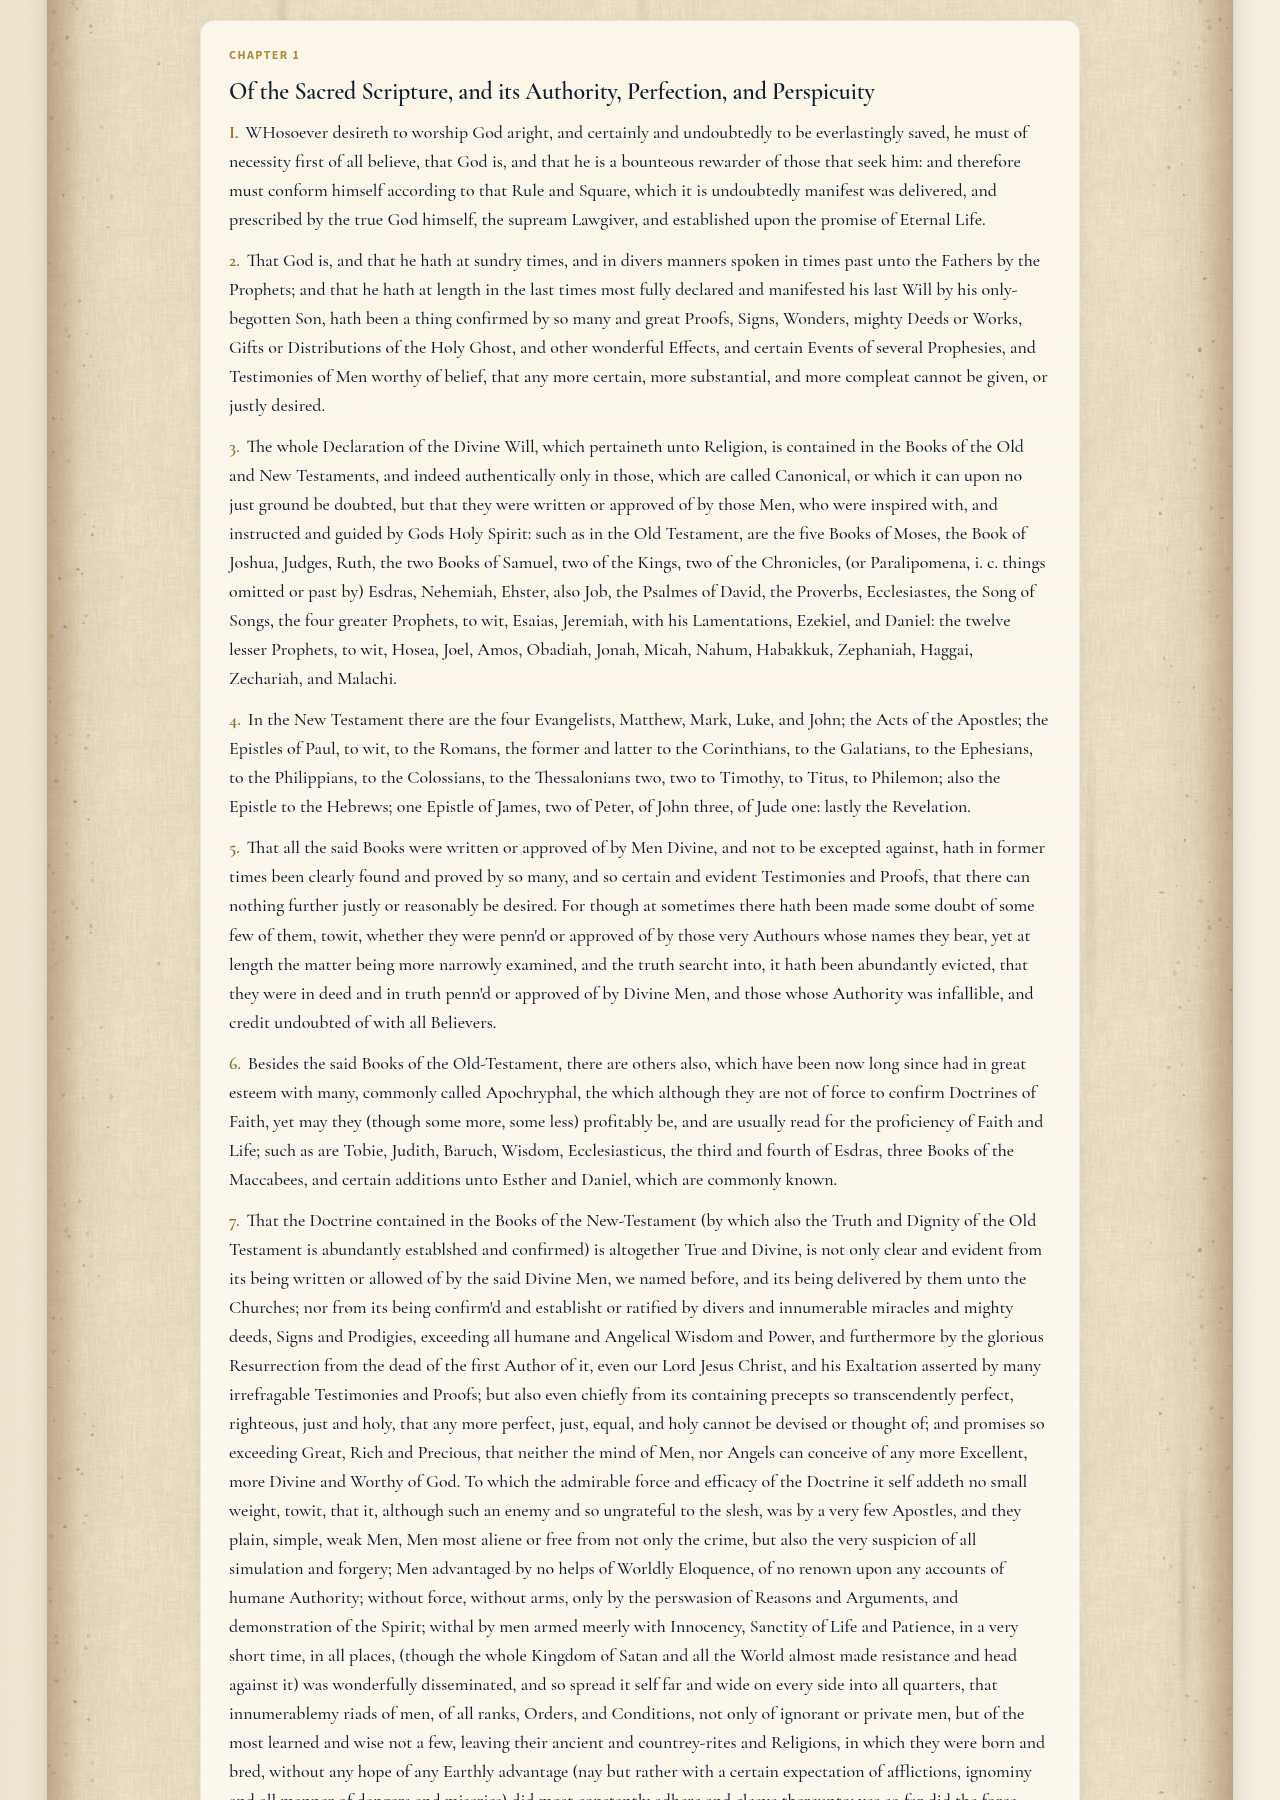 CHAPTER 1
Of the Sacred Scripture, and its Authority, Perfection, and Perspicuity
I. WHosoever desireth to worship God aright, and certainly and undoubtedly to be everlastingly saved, he must of
necessity first of all believe, that God is, and that he is a bounteous rewarder of those that seek him: and therefore
must conform himself according to that Rule and Square, which it is undoubtedly manifest was delivered, and
prescribed by the true God himself, the supream Lawgiver, and established upon the promise of Eternal Life.
2. That God is, and that he hath at sundry times, and in divers manners spoken in times past unto the Fathers by the
Prophets; and that he hath at length in the last times most fully declared and manifested his last Will by his only-
begotten Son, hath been a thing confirmed by so many and great Proofs, Signs, Wonders, mighty Deeds or Works,
Gifts or Distributions of the Holy Ghost, and other wonderful Effects, and certain Events of several Prophesies, and
Testimonies of Men worthy of belief, that any more certain, more substantial, and more compleat cannot be given, or
justly desired.
3. The whole Declaration of the Divine Will, which pertaineth unto Religion, is contained in the Books of the Old
and New Testaments, and indeed authentically only in those, which are called Canonical, or which it can upon no
just ground be doubted, but that they were written or approved of by those Men, who were inspired with, and
instructed and guided by Gods Holy Spirit: such as in the Old Testament, are the five Books of Moses, the Book of
Joshua, Judges, Ruth, the two Books of Samuel, two of the Kings, two of the Chronicles, (or Paralipomena, i. c. things
omitted or past by) Esdras, Nehemiah, Ehster, also Job, the Psalmes of David, the Proverbs, Ecclesiastes, the Song of
Songs, the four greater Prophets, to wit, Esaias, Jeremiah, with his Lamentations, Ezekiel, and Daniel: the twelve
lesser Prophets, to wit, Hosea, Joel, Amos, Obadiah, Jonah, Micah, Nahum, Habakkuk, Zephaniah, Haggai,
Zechariah, and Malachi.
4. In the New Testament there are the four Evangelists, Matthew, Mark, Luke, and John; the Acts of the Apostles; the
Epistles of Paul, to wit, to the Romans, the former and latter to the Corinthians, to the Galatians, to the Ephesians,
to the Philippians, to the Colossians, to the Thessalonians two, two to Timothy, to Titus, to Philemon; also the
Epistle to the Hebrews; one Epistle of James, two of Peter, of John three, of Jude one: lastly the Revelation.
5. That all the said Books were written or approved of by Men Divine, and not to be excepted against, hath in former
times been clearly found and proved by so many, and so certain and evident Testimonies and Proofs, that there can
nothing further justly or reasonably be desired. For though at sometimes there hath been made some doubt of some
few of them, towit, whether they were penn'd or approved of by those very Authours whose names they bear, yet at
length the matter being more narrowly examined, and the truth searcht into, it hath been abundantly evicted, that
they were in deed and in truth penn'd or approved of by Divine Men, and those whose Authority was infallible, and
credit undoubted of with all Believers.
6. Besides the said Books of the Old-Testament, there are others also, which have been now long since had in great
esteem with many, commonly called Apochryphal, the which although they are not of force to confirm Doctrines of
Faith, yet may they (though some more, some less) profitably be, and are usually read for the proficiency of Faith and
Life; such as are Tobie, Judith, Baruch, Wisdom, Ecclesiasticus, the third and fourth of Esdras, three Books of the
Maccabees, and certain additions unto Esther and Daniel, which are commonly known.
7. That the Doctrine contained in the Books of the New-Testament (by which also the Truth and Dignity of the Old
Testament is abundantly establshed and confirmed) is altogether True and Divine, is not only clear and evident from
its being written or allowed of by the said Divine Men, we named before, and its being delivered by them unto the
Churches; nor from its being confirm'd and establisht or ratified by divers and innumerable miracles and mighty
deeds, Signs and Prodigies, exceeding all humane and Angelical Wisdom and Power, and furthermore by the glorious
Resurrection from the dead of the first Author of it, even our Lord Jesus Christ, and his Exaltation asserted by many
irrefragable Testimonies and Proofs; but also even chiefly from its containing precepts so transcendently perfect,
righteous, just and holy, that any more perfect, just, equal, and holy cannot be devised or thought of; and promises so
exceeding Great, Rich and Precious, that neither the mind of Men, nor Angels can conceive of any more Excellent,
more Divine and Worthy of God. To which the admirable force and efficacy of the Doctrine it self addeth no small
weight, towit, that it, although such an enemy and so ungrateful to the slesh, was by a very few Apostles, and they
plain, simple, weak Men, Men most aliene or free from not only the crime, but also the very suspicion of all
simulation and forgery; Men advantaged by no helps of Worldly Eloquence, of no renown upon any accounts of
humane Authority; without force, without arms, only by the perswasion of Reasons and Arguments, and
demonstration of the Spirit; withal by men armed meerly with Innocency, Sanctity of Life and Patience, in a very
short time, in all places, (though the whole Kingdom of Satan and all the World almost made resistance and head
against it) was wonderfully disseminated, and so spread it self far and wide on every side into all quarters, that
innumerablemy riads of men, of all ranks, Orders, and Conditions, not only of ignorant or private men, but of the
most learned and wise not a few, leaving their ancient and countrey-rites and Religions, in which they were born and
bred, without any hope of any Earthly advantage (nay but rather with a certain expectation of afflictions, ignominy